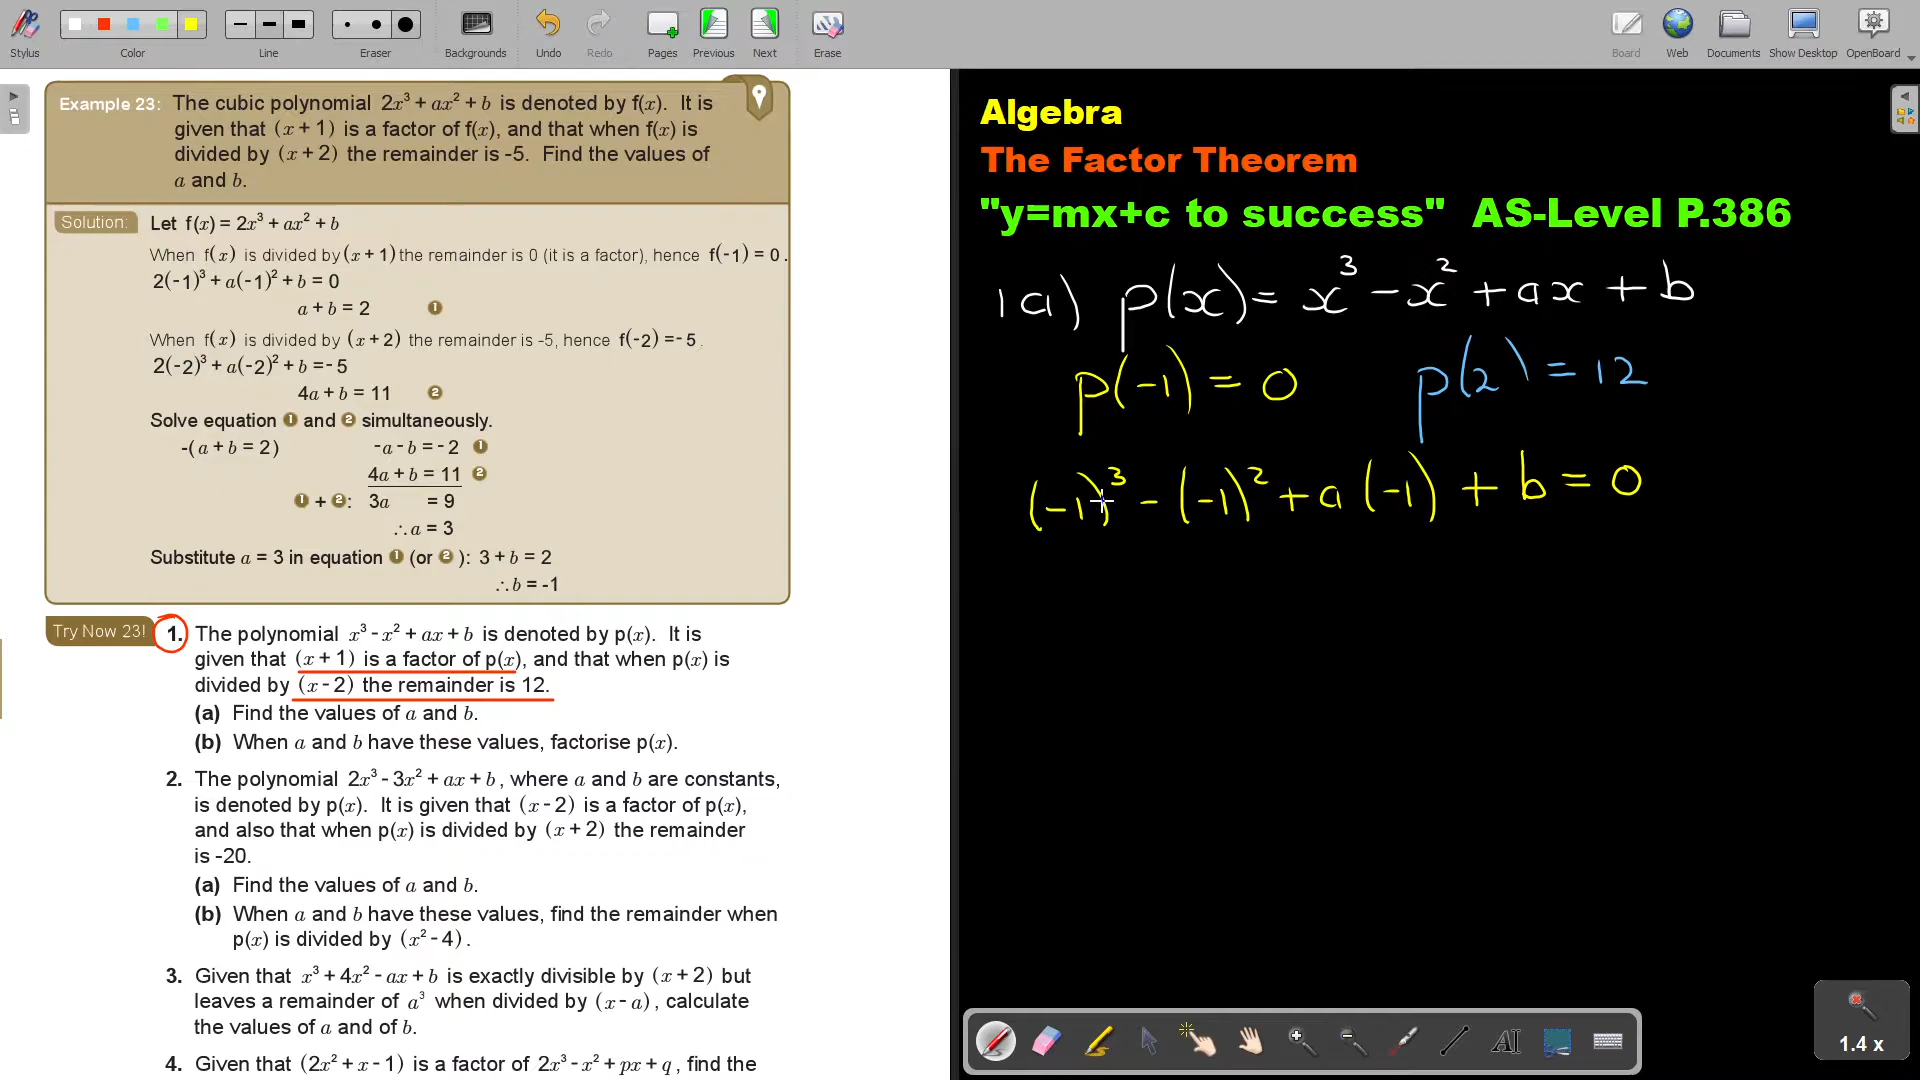 Stylus Color Line Eraser Backgrounds Undo Redo Pages Previous Next Erase Board Web Documents Show Desktop OpenBoard
Example 23: The cubic polynomial 2x³ + ax² + b is denoted by f(x). It is
given that (x + 1) is a factor of f(x), and that when f(x) is
divided by (x + 2) the remainder is -5. Find the values of
a and b.
Solution: Let f(x) = 2x³ + ax² + b
When f(x) is divided by (x + 1) the remainder is 0 (it is a factor), hence f(-1) = 0.
2(-1)³ + a(-1)² + b = 0
a + b = 2 ❶
When f(x) is divided by (x + 2) the remainder is -5, hence f(-2) = -5.
2(-2)³ + a(-2)² + b = -5
4a + b = 11 ❷
Solve equation ❶ and ❷ simultaneously.
-(a + b = 2) -a - b = -2 ❶
4a + b = 11 ❷
❶ + ❷: 3a = 9
∴ a = 3
Substitute a = 3 in equation ❶ (or ❷): 3 + b = 2
∴ b = -1
Try Now 23! 1. The polynomial x³ - x² + ax + b is denoted by p(x). It is
given that (x + 1) is a factor of p(x), and that when p(x) is
divided by (x - 2) the remainder is 12.
(a) Find the values of a and b.
(b) When a and b have these values, factorise p(x).
2. The polynomial 2x³ - 3x² + ax + b, where a and b are constants,
is denoted by p(x). It is given that (x - 2) is a factor of p(x),
and also that when p(x) is divided by (x + 2) the remainder
is -20.
(a) Find the values of a and b.
(b) When a and b have these values, find the remainder when
p(x) is divided by (x² - 4).
3. Given that x³ + 4x² - ax + b is exactly divisible by (x + 2) but
leaves a remainder of a³ when divided by (x - a), calculate
the values of a and of b.
4. Given that (2x² + x - 1) is a factor of 2x³ - x² + px + q, find the
Algebra
The Factor Theorem
"y=mx+c to success" AS-Level P.386
1a) p(x) = x³ - x² + ax + b
p(-1) = 0 p(2) = 12
(-1)³ - (-1)² + a(-1) + b = 0
AI
1.4 x